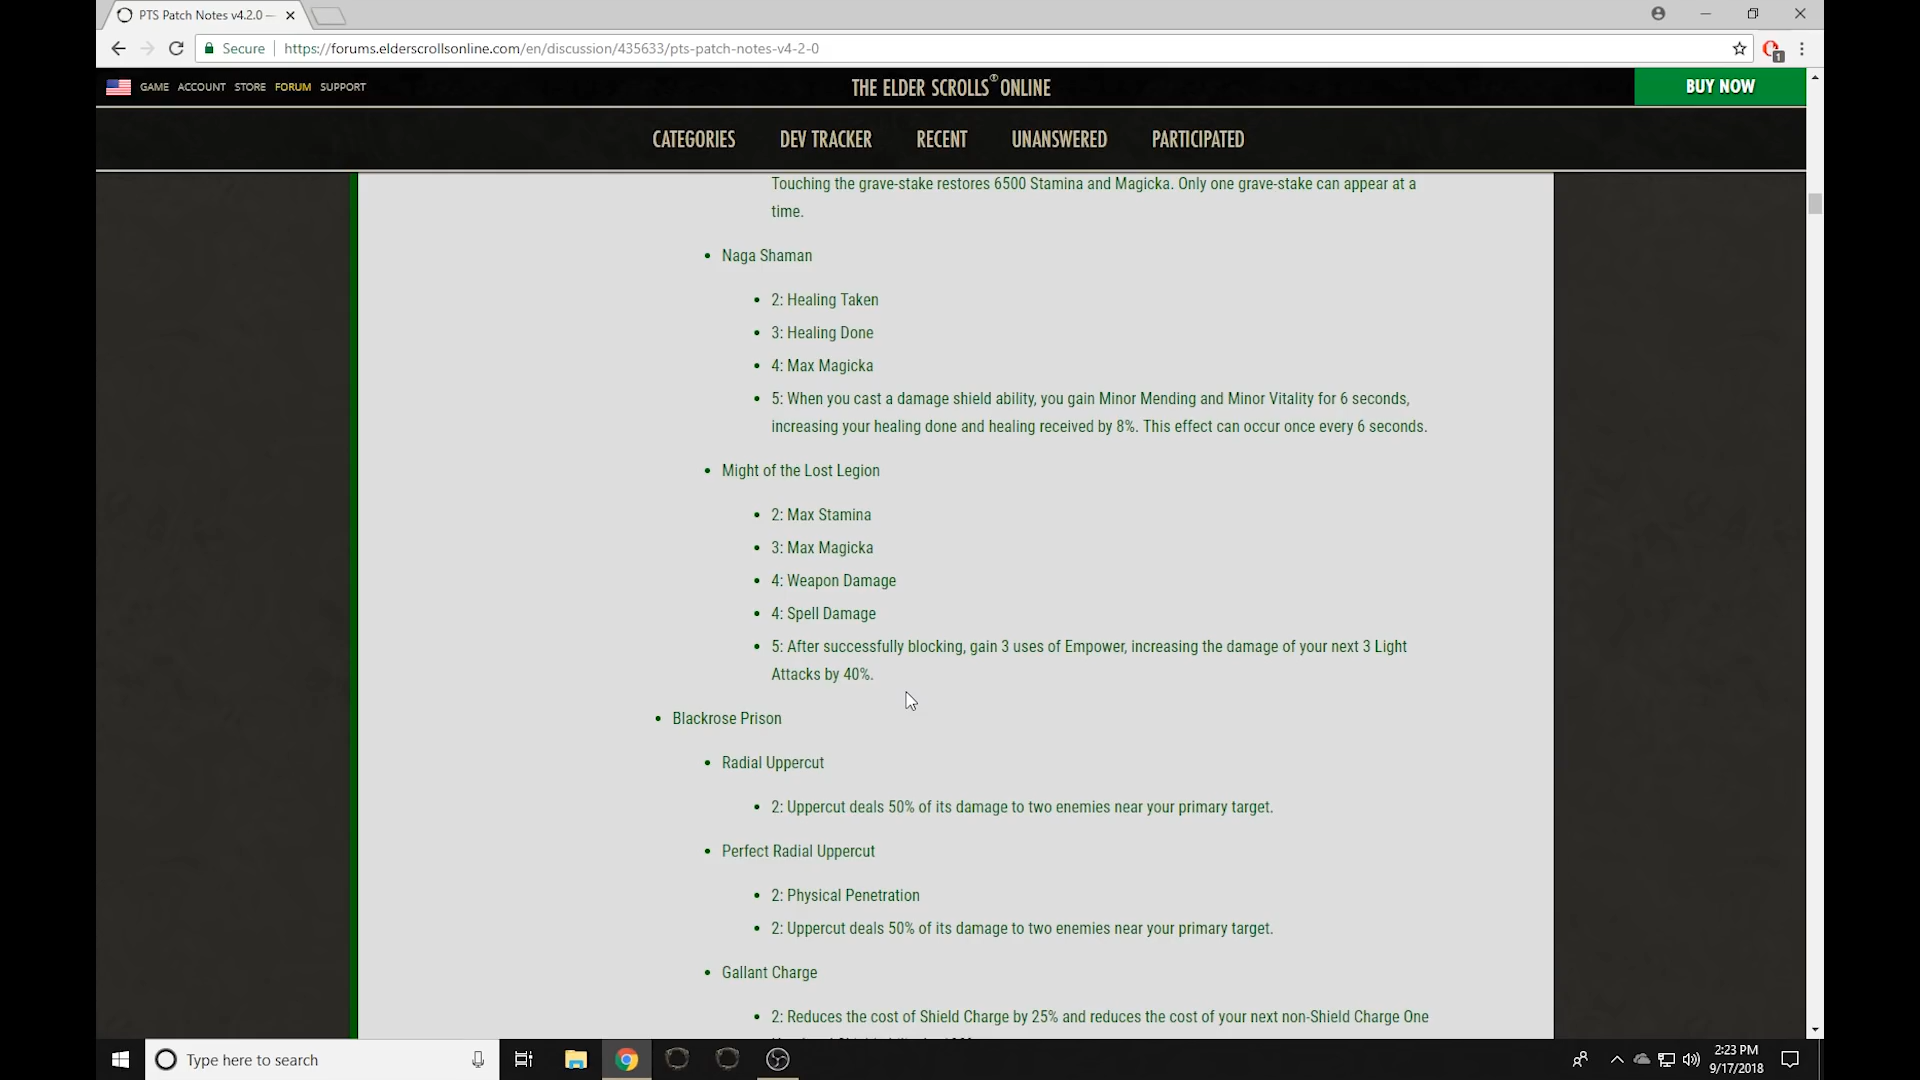 PTS Patch Notes v4.2.0 —
Secure
https://forums.elderscrollsonline.com/en/discussion/435633/pts-patch-notes-v4-2-0
1
GAME ACCOUNT STORE FORUM SUPPORT
THE ELDER SCROLLS® ONLINE
BUY NOW
CATEGORIES DEV TRACKER RECENT UNANSWERED PARTICIPATED
Touching the grave-stake restores 6500 Stamina and Magicka. Only one grave-stake can appear at a
time.
• Naga Shaman
• 2: Healing Taken
• 3: Healing Done
• 4: Max Magicka
• 5: When you cast a damage shield ability, you gain Minor Mending and Minor Vitality for 6 seconds,
increasing your healing done and healing received by 8%. This effect can occur once every 6 seconds.
• Might of the Lost Legion
• 2: Max Stamina
• 3: Max Magicka
• 4: Weapon Damage
• 4: Spell Damage
• 5: After successfully blocking, gain 3 uses of Empower, increasing the damage of your next 3 Light
Attacks by 40%.
• Blackrose Prison
• Radial Uppercut
• 2: Uppercut deals 50% of its damage to two enemies near your primary target.
• Perfect Radial Uppercut
• 2: Physical Penetration
• 2: Uppercut deals 50% of its damage to two enemies near your primary target.
• Gallant Charge
• 2: Reduces the cost of Shield Charge by 25% and reduces the cost of your next non-Shield Charge One
Type here to search
2:23 PM
9/17/2018